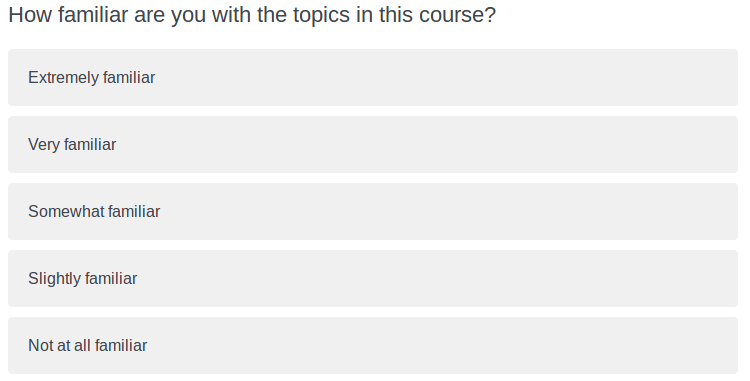 How familiar are you with the topics in this course?
Extremely familiar
Very familiar
Somewhat familiar
Slightly familiar
Not at all familiar